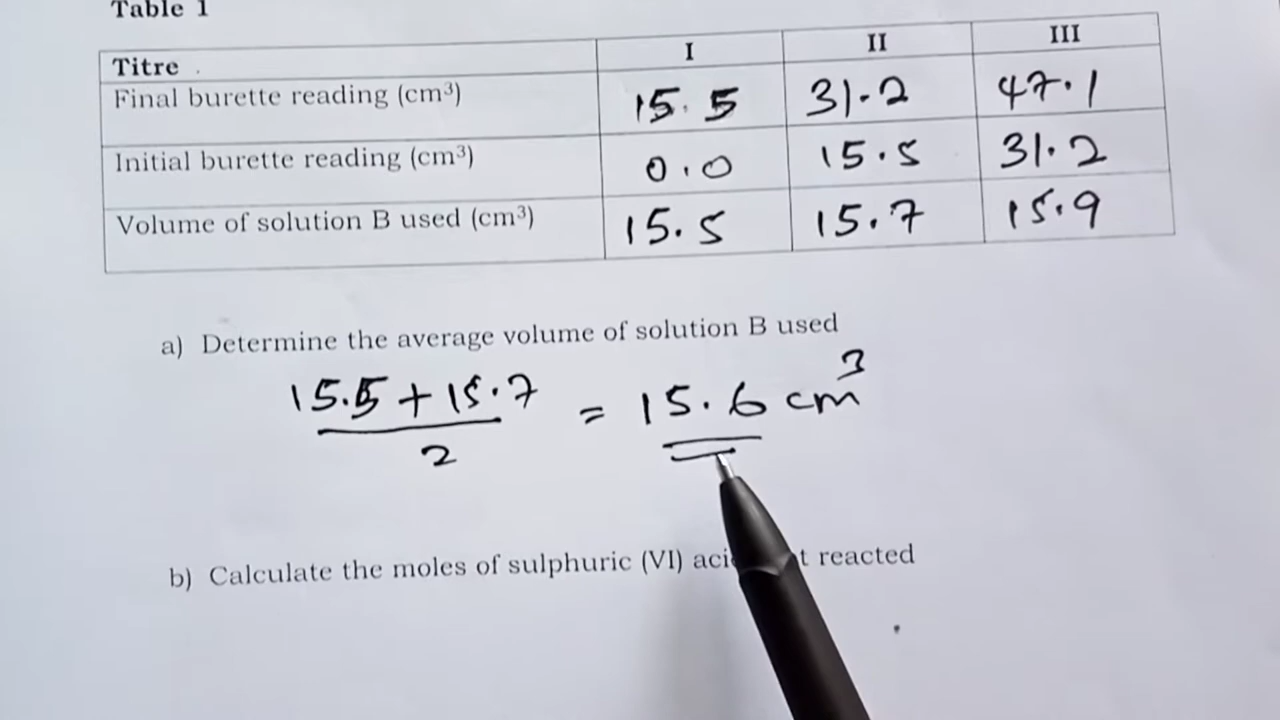 Table 1
Titre I II III
Final burette reading (cm³) 15.5 31.2 47.1
Initial burette reading (cm³) 0.0 15.5 31.2
Volume of solution B used (cm³) 15.5 15.7 15.9
a) Determine the average volume of solution B used
15.5 + 15.7
2
= 15.6 cm³
b) Calculate the moles of sulphuric (VI) t reacted